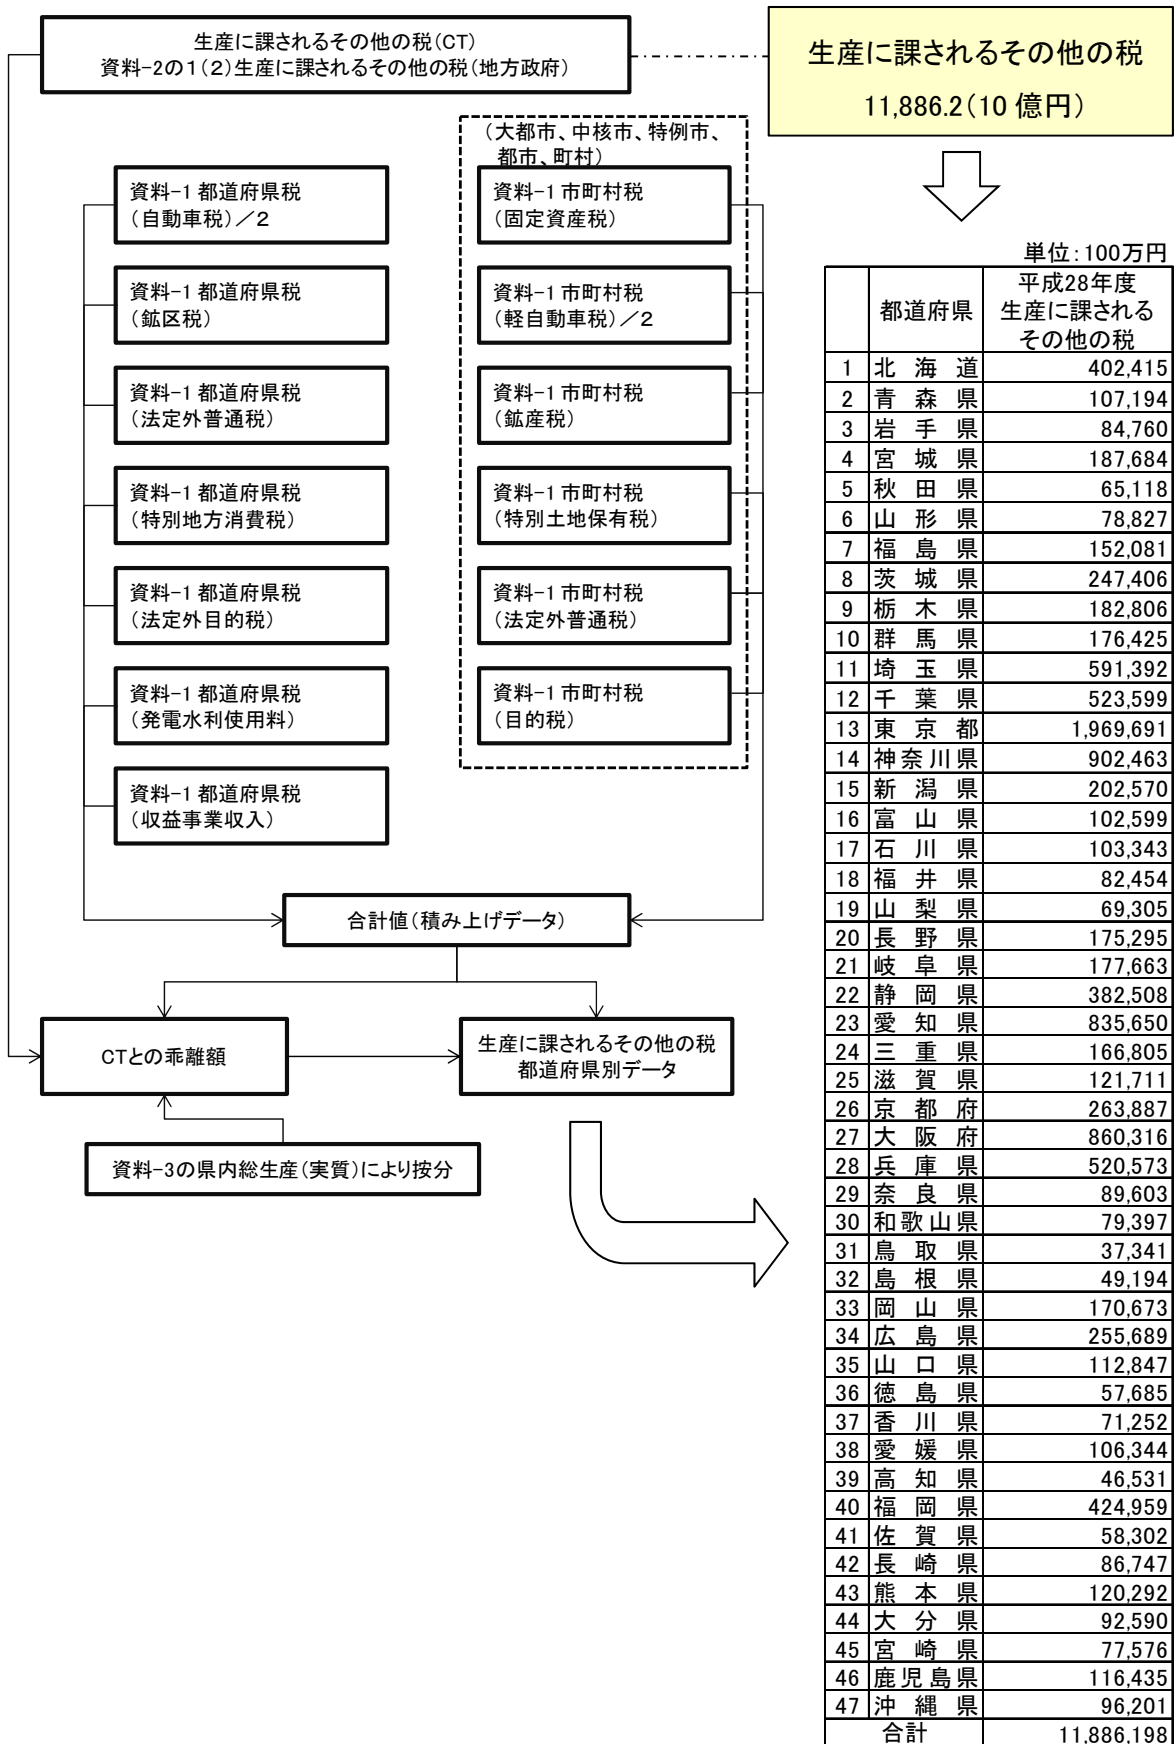 生産に課されるその他の税(CT)
資料-2の1(2)生産に課されるその他の税(地方政府)
生産に課されるその他の税
11,886.2(10 億円)
(大都市、中核市、特例市、
都市、町村)
資料-1 都道府県税
(自動車税)/2
資料-1 都道府県税
(鉱区税)
資料-1 都道府県税
(法定外普通税)
資料-1 都道府県税
(特別地方消費税)
資料-1 都道府県税
(法定外目的税)
資料-1 都道府県税
(発電水利使用料)
資料-1 都道府県税
(収益事業収入)
資料-1 市町村税
(固定資産税)
資料-1 市町村税
(軽自動車税)/2
資料-1 市町村税
(鉱産税)
資料-1 市町村税
(特別土地保有税)
資料-1 市町村税
(法定外普通税)
資料-1 市町村税
(目的税)
合計値(積み上げデータ)
CTとの乖離額
生産に課されるその他の税
都道府県別データ
資料-3の県内総生産(実質)により按分
単位:100万円
都道府県
平成28年度
生産に課される
その他の税
1 北海道 402,415
2 青森県 107,194
3 岩手県 84,760
4 宮城県 187,684
5 秋田県 65,118
6 山形県 78,827
7 福島県 152,081
8 茨城県 247,406
9 栃木県 182,806
10 群馬県 176,425
11 埼玉県 591,392
12 千葉県 523,599
13 東京都 1,969,691
14 神奈川県 902,463
15 新潟県 202,570
16 富山県 102,599
17 石川県 103,343
18 福井県 82,454
19 山梨県 69,305
20 長野県 175,295
21 岐阜県 177,663
22 静岡県 382,508
23 愛知県 835,650
24 三重県 166,805
25 滋賀県 121,711
26 京都府 263,887
27 大阪府 860,316
28 兵庫県 520,573
29 奈良県 89,603
30 和歌山県 79,397
31 鳥取県 37,341
32 島根県 49,194
33 岡山県 170,673
34 広島県 255,689
35 山口県 112,847
36 徳島県 57,685
37 香川県 71,252
38 愛媛県 106,344
39 高知県 46,531
40 福岡県 424,959
41 佐賀県 58,302
42 長崎県 86,747
43 熊本県 120,292
44 大分県 92,590
45 宮崎県 77,576
46 鹿児島県 116,435
47 沖縄県 96,201
合計 11,886,198